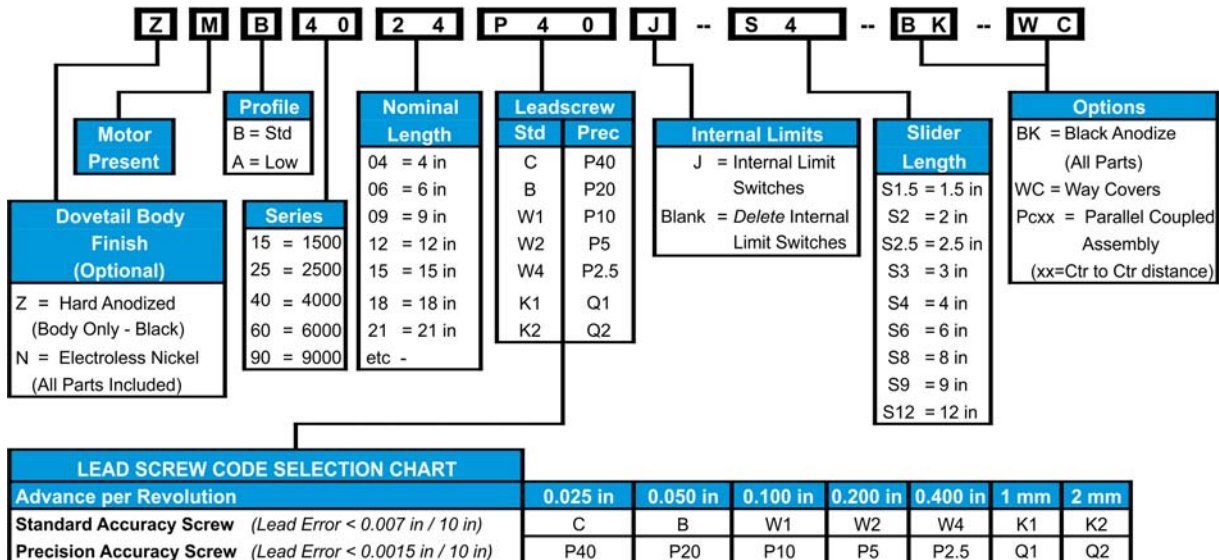 Z M B 4 0 2 4 P 4 0 J -- S 4 -- B K -- W C
Motor
Present
Profile
B = Std
A = Low
Dovetail Body
Finish
(Optional)
Z = Hard Anodized
(Body Only - Black)
N = Electroless Nickel
(All Parts Included)
Series
15 = 1500
25 = 2500
40 = 4000
60 = 6000
90 = 9000
Nominal
Length
04 = 4 in
06 = 6 in
09 = 9 in
12 = 12 in
15 = 15 in
18 = 18 in
21 = 21 in
etc -
Leadscrew
Std Prec
C P40
B P20
W1 P10
W2 P5
W4 P2.5
K1 Q1
K2 Q2
Internal Limits
J = Internal Limit
Switches
Blank = Delete Internal
Limit Switches
Slider
Length
S1.5 = 1.5 in
S2 = 2 in
S2.5 = 2.5 in
S3 = 3 in
S4 = 4 in
S6 = 6 in
S8 = 8 in
S9 = 9 in
S12 = 12 in
Options
BK = Black Anodize
(All Parts)
WC = Way Covers
Pcxx = Parallel Coupled
Assembly
(xx=Ctr to Ctr distance)
LEAD SCREW CODE SELECTION CHART
Advance per Revolution 0.025 in 0.050 in 0.100 in 0.200 in 0.400 in 1 mm 2 mm
Standard Accuracy Screw (Lead Error < 0.007 in / 10 in) C B W1 W2 W4 K1 K2
Precision Accuracy Screw (Lead Error < 0.0015 in / 10 in) P40 P20 P10 P5 P2.5 Q1 Q2